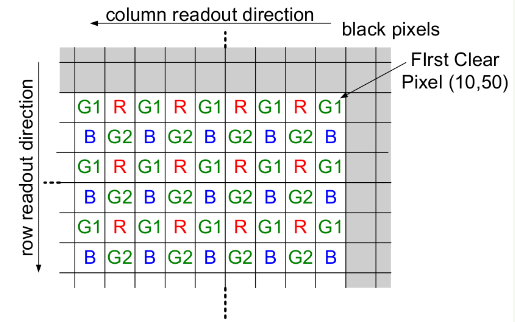 column readout direction
black pixels
FIrst Clear
Pixel (10,50)
row readout direction
G1 R G1 R G1 R G1 R G1
B G2 B G2 B G2 B G2 B
G1 R G1 R G1 R G1 R G1
B G2 B G2 B G2 B G2 B
G1 R G1 R G1 R G1 R G1
B G2 B G2 B G2 B G2 B